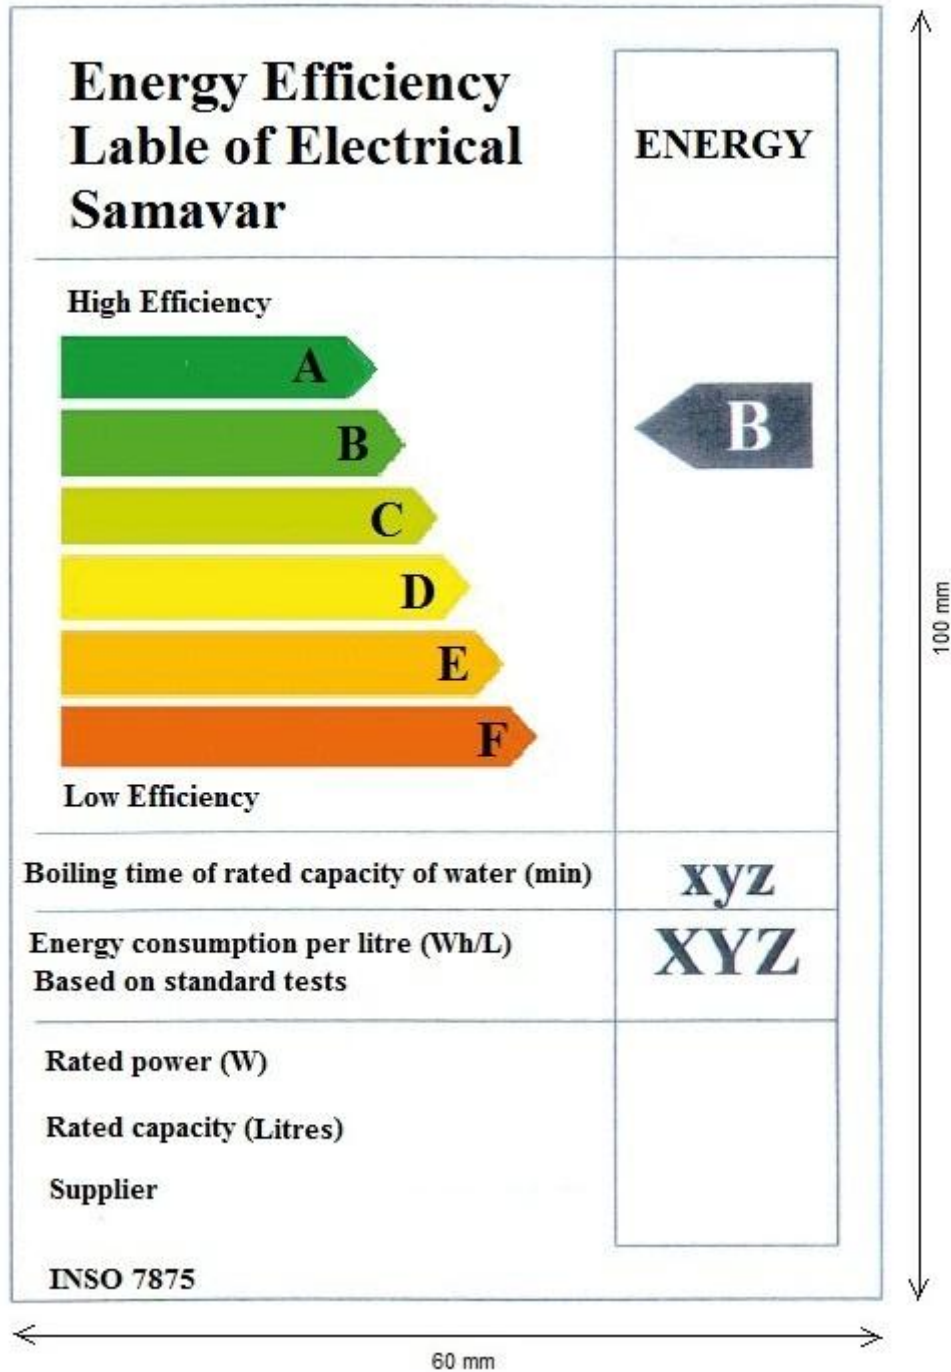 Energy Efficiency
Lable of Electrical
Samavar
ENERGY
High Efficiency
A
B
B
C
D
E
F
Low Efficiency
Boiling time of rated capacity of water (min)
xyz
Energy consumption per litre (Wh/L)
Based on standard tests
XYZ
Rated power (W)
Rated capacity (Litres)
Supplier
INSO 7875
100 mm
60 mm